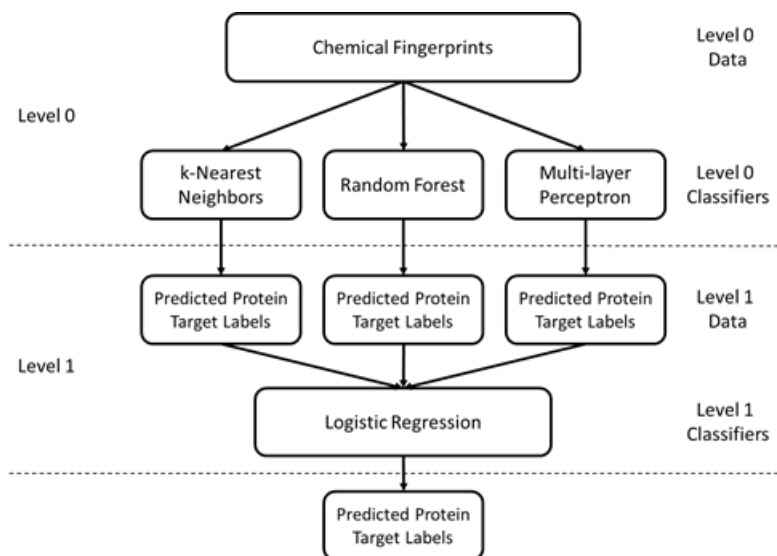 Chemical Fingerprints
Level 0
Data
Level 0
k-Nearest
Neighbors
Random Forest
Multi-layer
Perceptron
Level 0
Classifiers
Predicted Protein
Target Labels
Predicted Protein
Target Labels
Predicted Protein
Target Labels
Level 1
Data
Level 1
Logistic Regression
Level 1
Classifiers
Predicted Protein
Target Labels